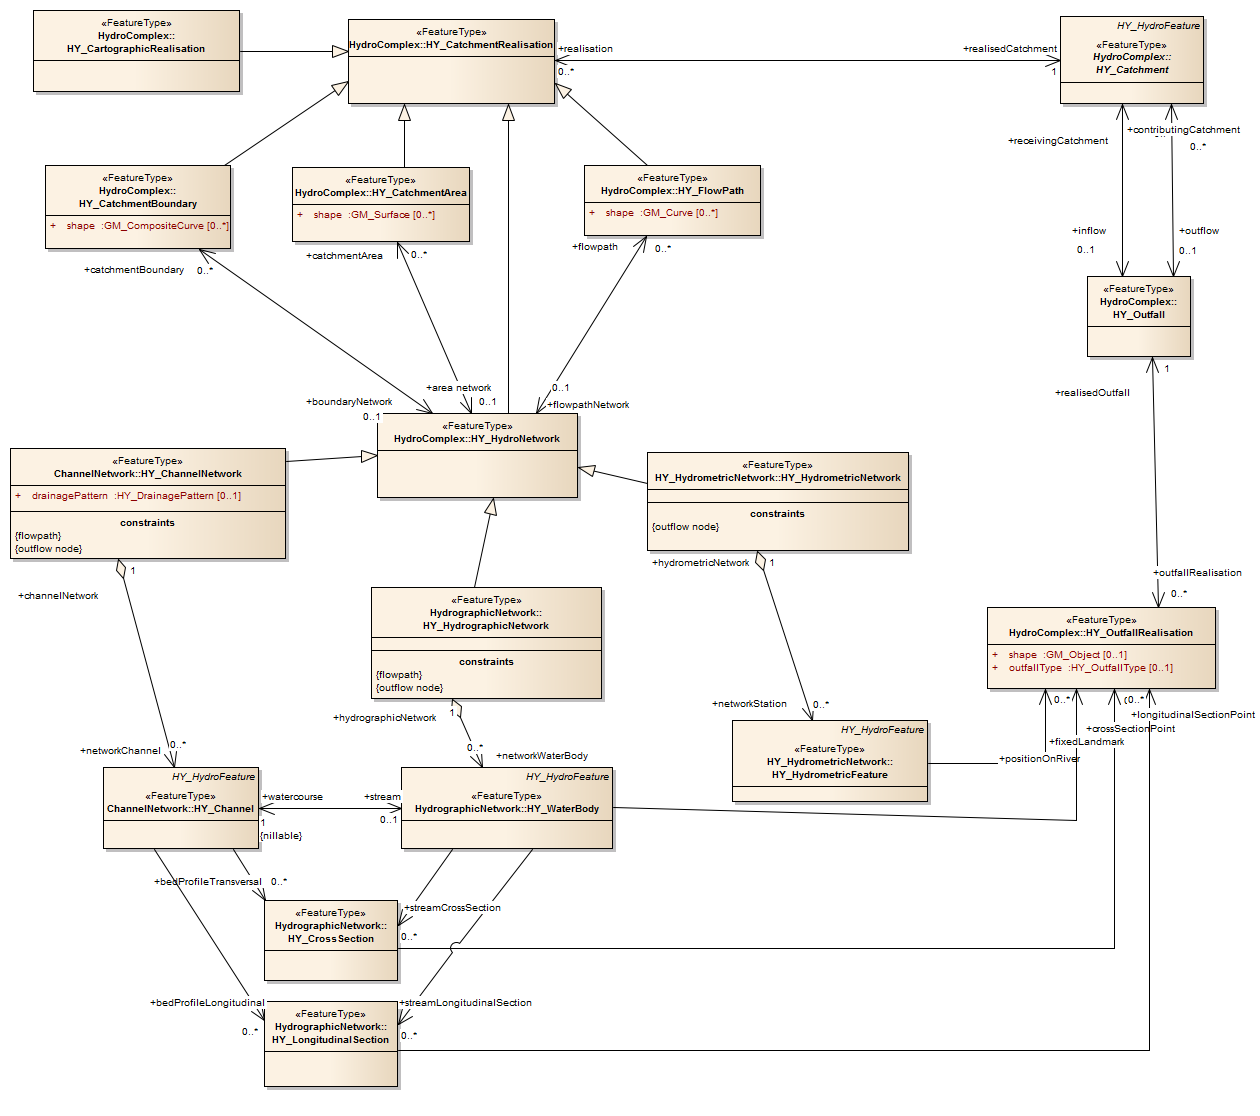 «FeatureType»
HydroComplex::
HY_CartographicRealisation
«FeatureType»
HydroComplex::HY_CatchmentRealisation
+realisation
0..*
+realisedCatchment
1
HY_HydroFeature
«FeatureType»
HydroComplex::
HY_Catchment
+receivingCatchment
+contributingCatchment
0..*
«FeatureType»
HydroComplex::
HY_CatchmentBoundary
+ shape :GM_CompositeCurve [0..*]
«FeatureType»
HydroComplex::HY_CatchmentArea
+ shape :GM_Surface [0..*]
«FeatureType»
HydroComplex::HY_FlowPath
+ shape :GM_Curve [0..*]
+inflow
0..1
+outflow
0..1
+catchmentBoundary
0..*
+catchmentArea
0..*
+flowpath
0..*
«FeatureType»
HydroComplex::
HY_Outfall
1
+realisedOutfall
+boundaryNetwork
0..1
+area network
0..1
0..1
+flowpathNetwork
«FeatureType»
HydroComplex::HY_HydroNetwork
«FeatureType»
ChannelNetwork::HY_ChannelNetwork
+ drainagePattern :HY_DrainagePattern [0..1]
constraints
{flowpath}
{outflow node}
«FeatureType»
HY_HydrometricNetwork::HY_HydrometricNetwork
constraints
{outflow node}
+hydrometricNetwork
1
1
+channelNetwork
«FeatureType»
HydrographicNetwork::
HY_HydrographicNetwork
constraints
{flowpath}
{outflow node}
+outfallRealisation
0..*
«FeatureType»
HydroComplex::HY_OutfallRealisation
+ shape :GM_Object [0..1]
+ outfallType :HY_OutfallType [0..1]
+hydrographicNetwork
1
+networkStation
0..*
0..*
(0..*
+longitudinalSectionPoint
+crossSectionPoint
+fixedLandmark
+positionOnRiver
HY_HydroFeature
«FeatureType»
HY_HydrometricNetwork::
HY_HydrometricFeature
+networkChannel
0..*
0..*
+networkWaterBody
HY_HydroFeature
«FeatureType»
ChannelNetwork::HY_Channel
+watercourse
1
{nillable}
+stream
0..1
HY_HydroFeature
«FeatureType»
HydrographicNetwork::HY_WaterBody
+bedProfileTransversal
0..*
«FeatureType»
HydrographicNetwork::
HY_CrossSection
+streamCrossSection
0..*
+bedProfileLongitudinal
0..*
«FeatureType»
HydrographicNetwork::
HY_LongitudinalSection
+streamLongitudinalSection
0..*